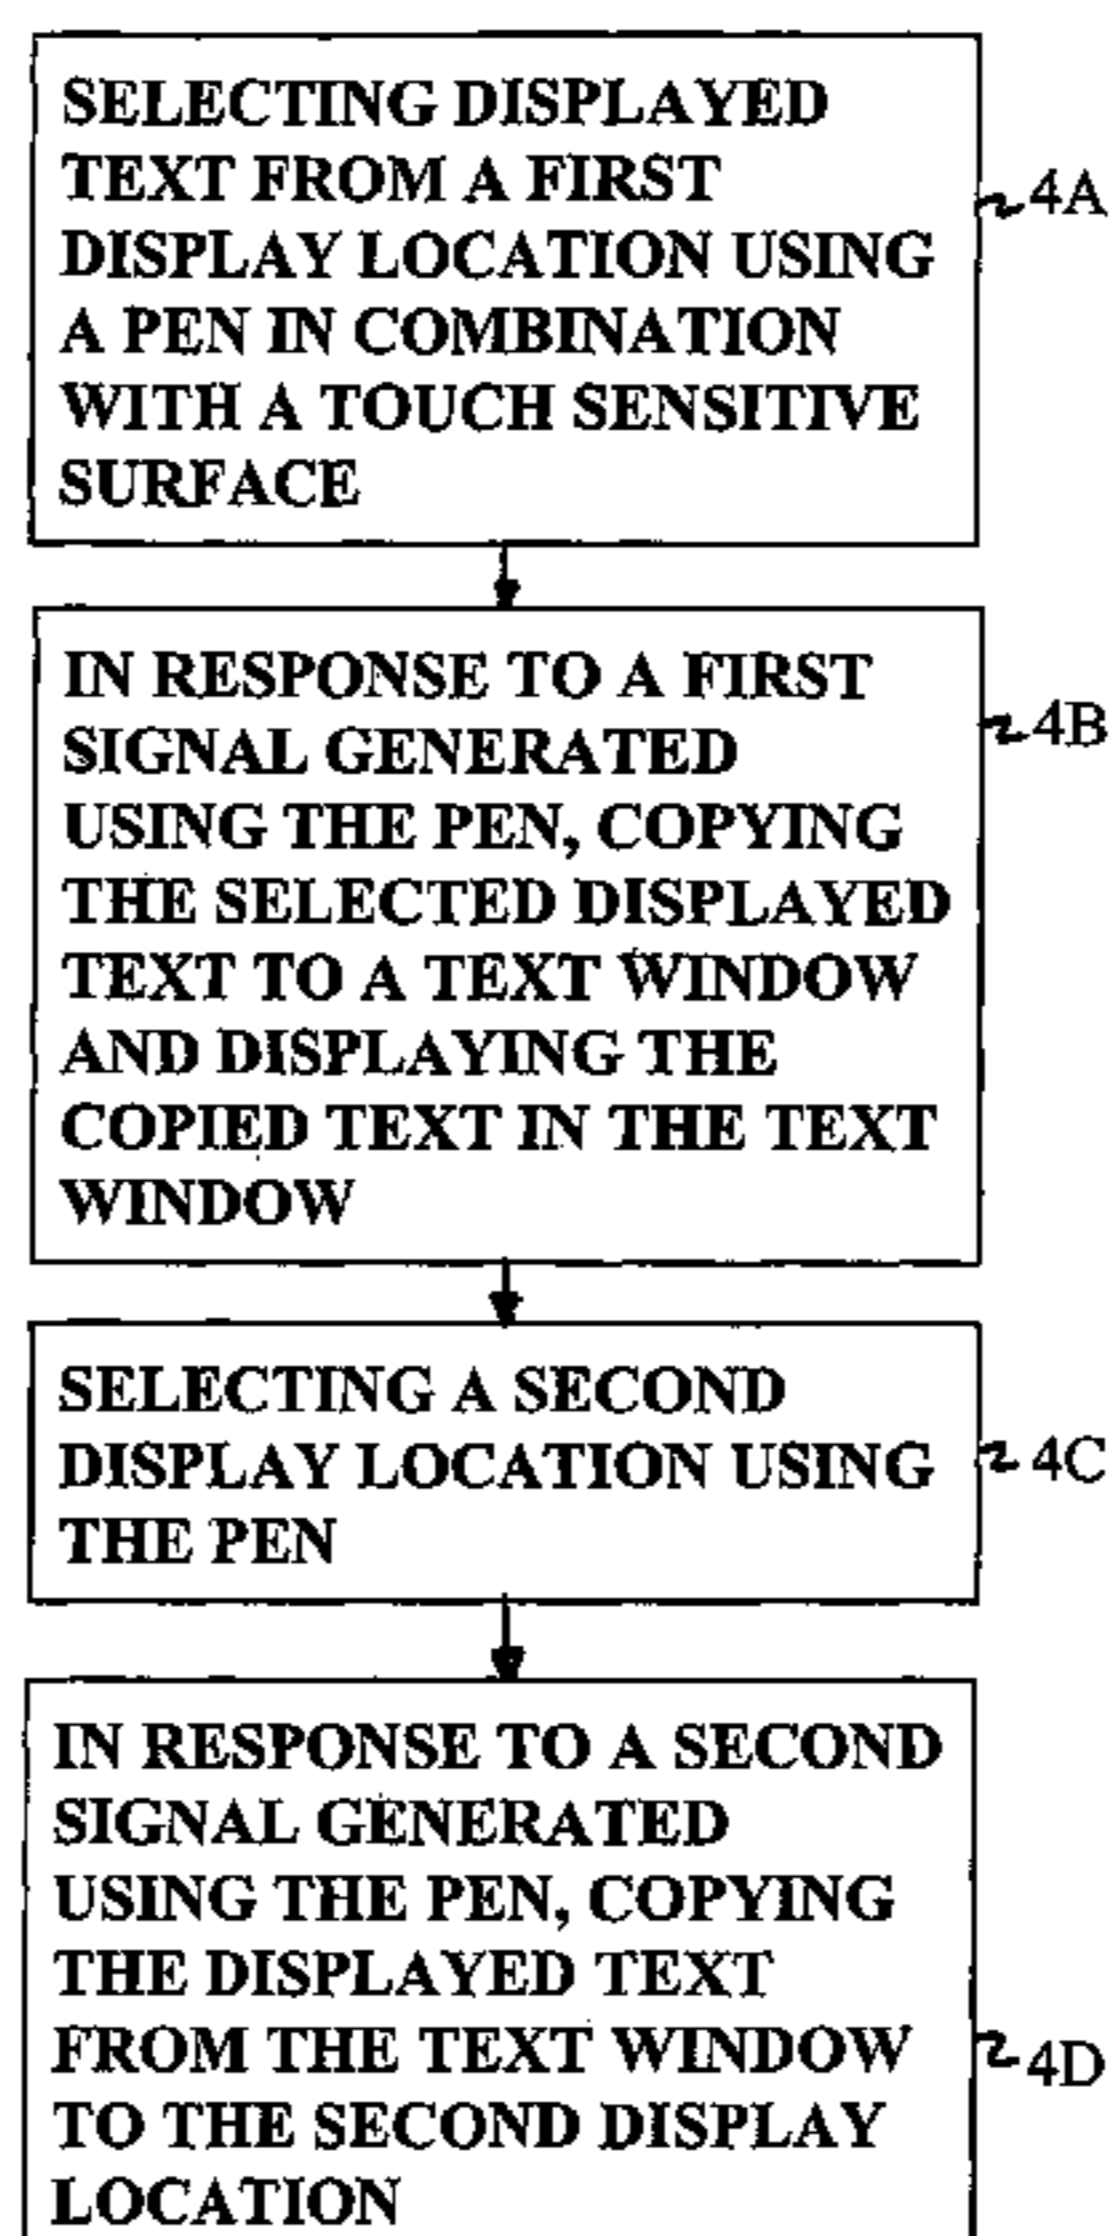 SELECTING DISPLAYED
TEXT FROM A FIRST
DISPLAY LOCATION USING
A PEN IN COMBINATION
WITH A TOUCH SENSITIVE
SURFACE
4A
IN RESPONSE TO A FIRST
SIGNAL GENERATED
USING THE PEN, COPYING
THE SELECTED DISPLAYED
TEXT TO A TEXT WINDOW
AND DISPLAYING THE
COPIED TEXT IN THE TEXT
WINDOW
4B
SELECTING A SECOND
DISPLAY LOCATION USING
THE PEN
4C
IN RESPONSE TO A SECOND
SIGNAL GENERATED
USING THE PEN, COPYING
THE DISPLAYED TEXT
FROM THE TEXT WINDOW
TO THE SECOND DISPLAY
LOCATION
4D